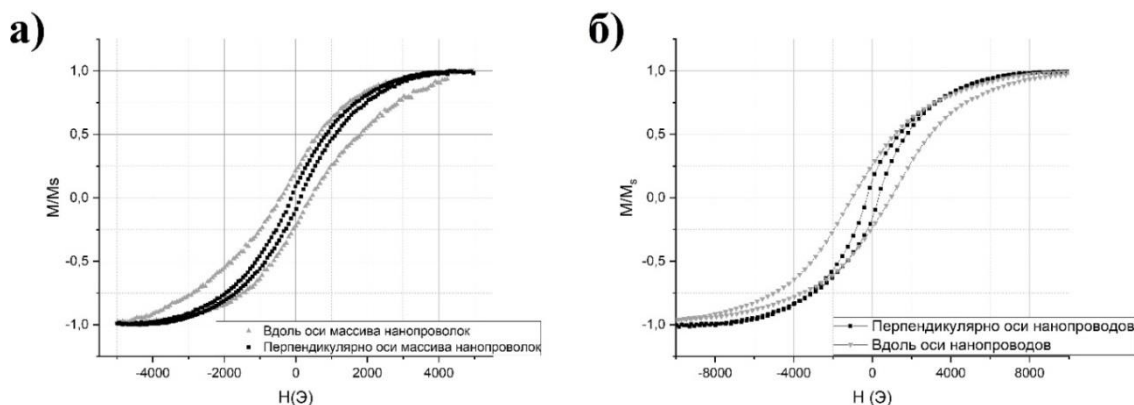 а)
M/Ms
1,0
0,5
0,0
-0,5
-1,0
-4000 -2000 0 2000 4000
H(Э)
Вдоль оси массива нанопроволок
Перпендикулярно оси массива нанопроволок
б)
M/Ms
1,0
0,5
0,0
-0,5
-1,0
-8000 -4000 0 4000 8000
H (Э)
Перпендикулярно оси нанопроводов
Вдоль оси нанопроводов